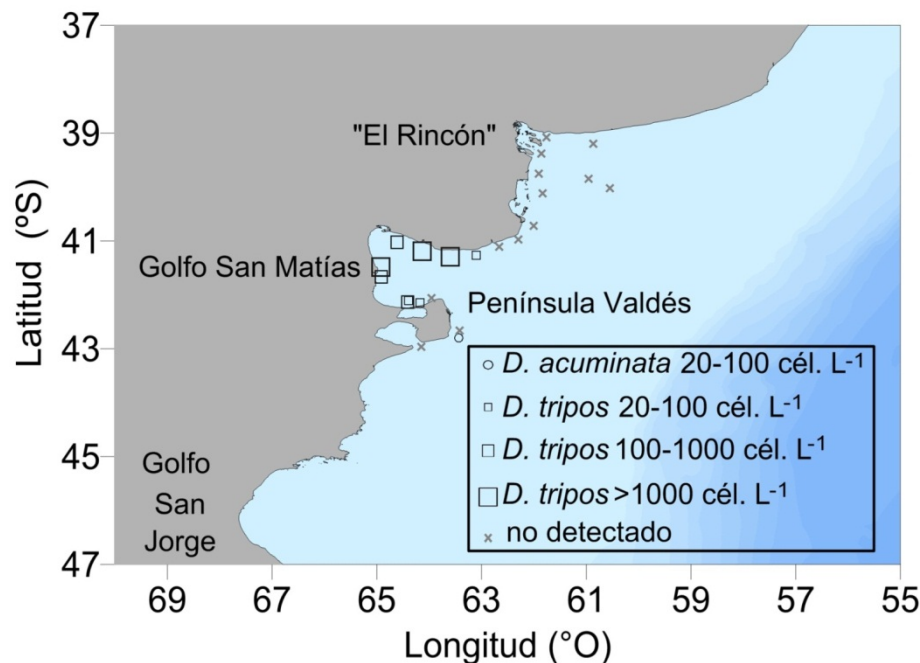 37
39
41
43
45
47
Latitud (ºS)
"El Rincón"
Golfo San Matías
Península Valdés
Golfo
San
Jorge
D. acuminata 20-100 cél. L-1
D. tripos 20-100 cél. L-1
D. tripos 100-1000 cél. L-1
D. tripos >1000 cél. L-1
no detectado
69 67 65 63 61 59 57 55
Longitud (°O)